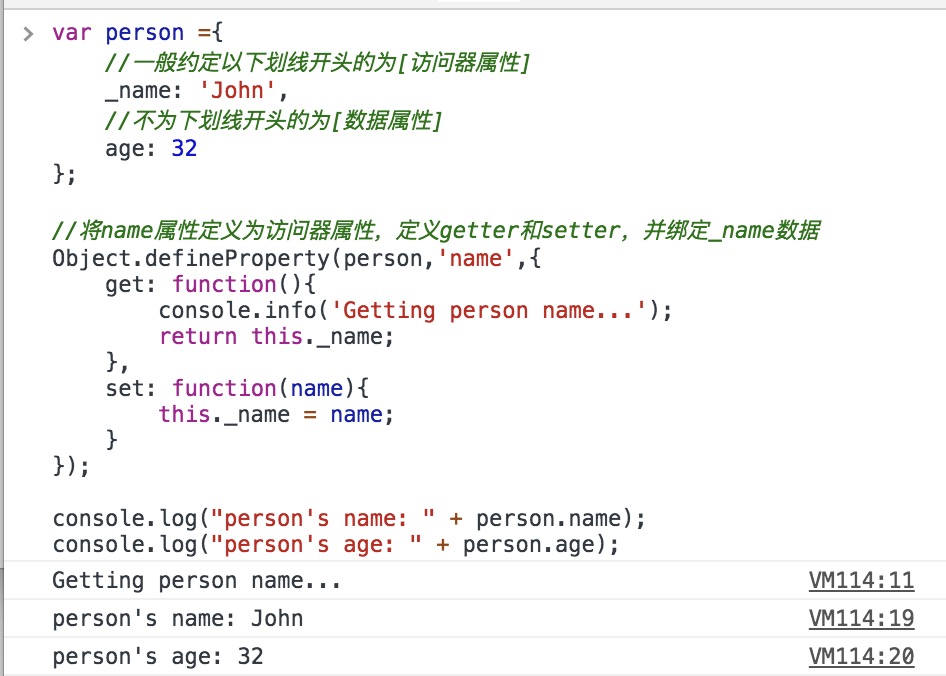 var person ={
//一般约定以下划线开头的为[访问器属性]
_name: 'John',
//不为下划线开头的为[数据属性]
age: 32
};
//将name属性定义为访问器属性，定义getter和setter，并绑定_name数据
Object.defineProperty(person,'name',{
get: function(){
console.info('Getting person name...');
return this._name;
},
set: function(name){
this._name = name;
}
});
console.log("person's name: " + person.name);
console.log("person's age: " + person.age);
Getting person name... VM114:11
person's name: John VM114:19
person's age: 32 VM114:20